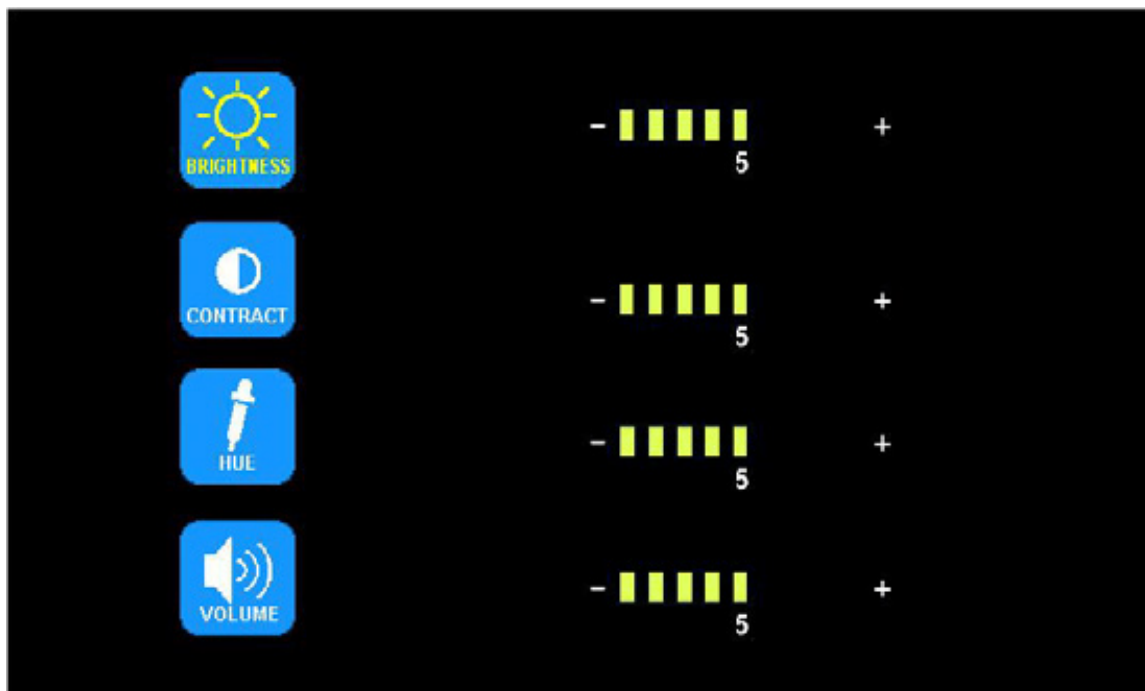 BRIGHTNESS
- +
5
CONTRACT
- +
5
HUE
- +
5
VOLUME
- +
5